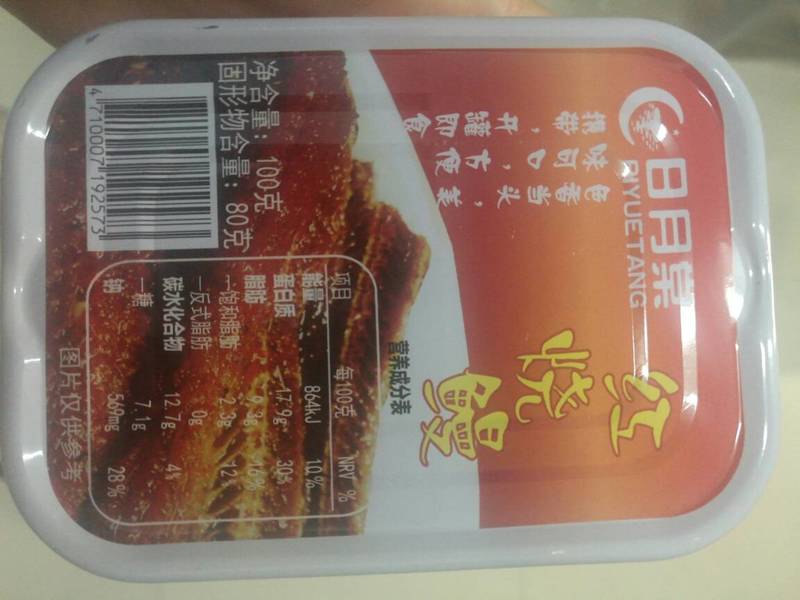 日月棠
RIYUETANG
色香当头，美
味可口，方便
携带，开罐即食
红烧鳗
营养成分表
项目 每100克 NRV %
能量 864kJ 10%
蛋白质 17.9g 30%
脂肪 9.3g 16%
—饱和脂肪 2.3g 12%
—反式脂肪 0g
碳水化合物 12.7g 4%
—糖 7.1g
钠 569mg 28%
净含量：100克
固形物含量：80克
4710007192573
图片仅供参考